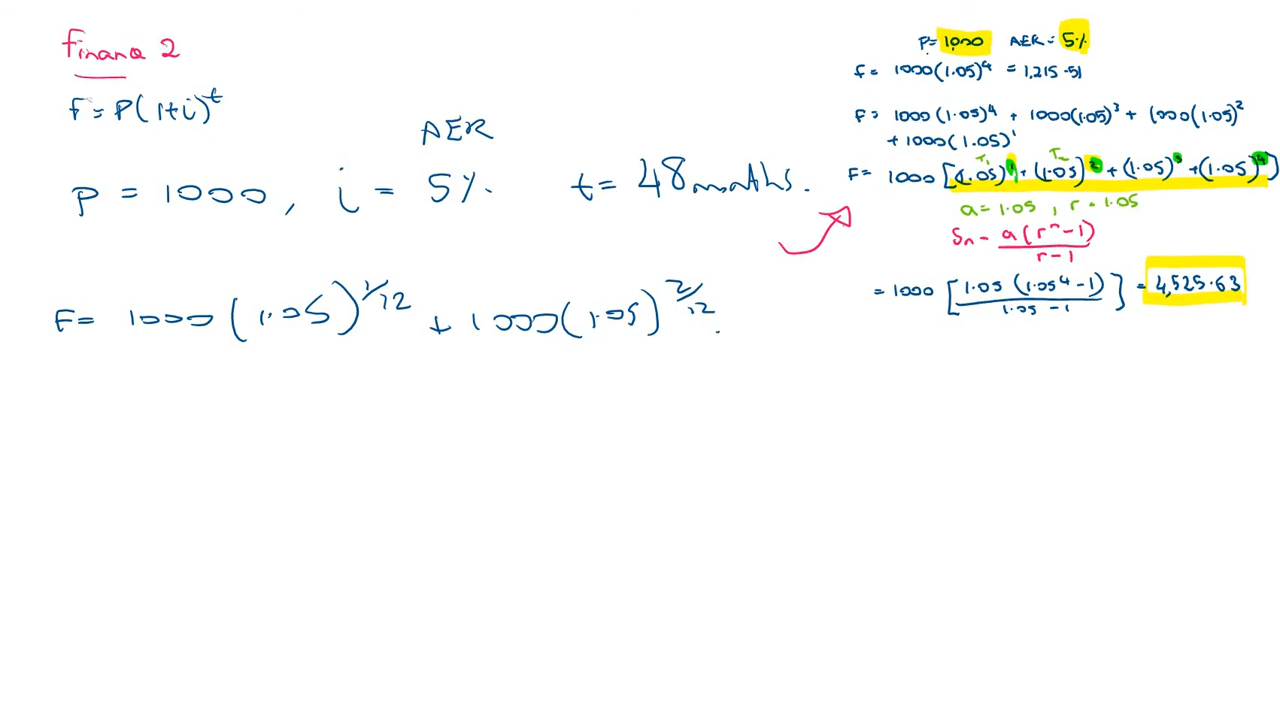 Finance 2
F = P(1+i)^t
AER
P = 1000 , i = 5% t = 48 months.
F = 1000 (1.05)^1/12 + 1000 (1.05)^2/12
P = 1000 AER = 5%
F = 1000(1.05)^4 = 1,215.51
F = 1000(1.05)^4 + 1000(1.05)^3 + 1000(1.05)^2
+ 1000(1.05)^1
T1 T2
F = 1000 [(1.05)^1 + (1.05)^2 + (1.05)^3 + (1.05)^4]
a = 1.05 , r = 1.05
Sn = a(r^n - 1) / r - 1
= 1000 [1.05 (1.05^4 - 1) / 1.05 - 1] = 4,525.63